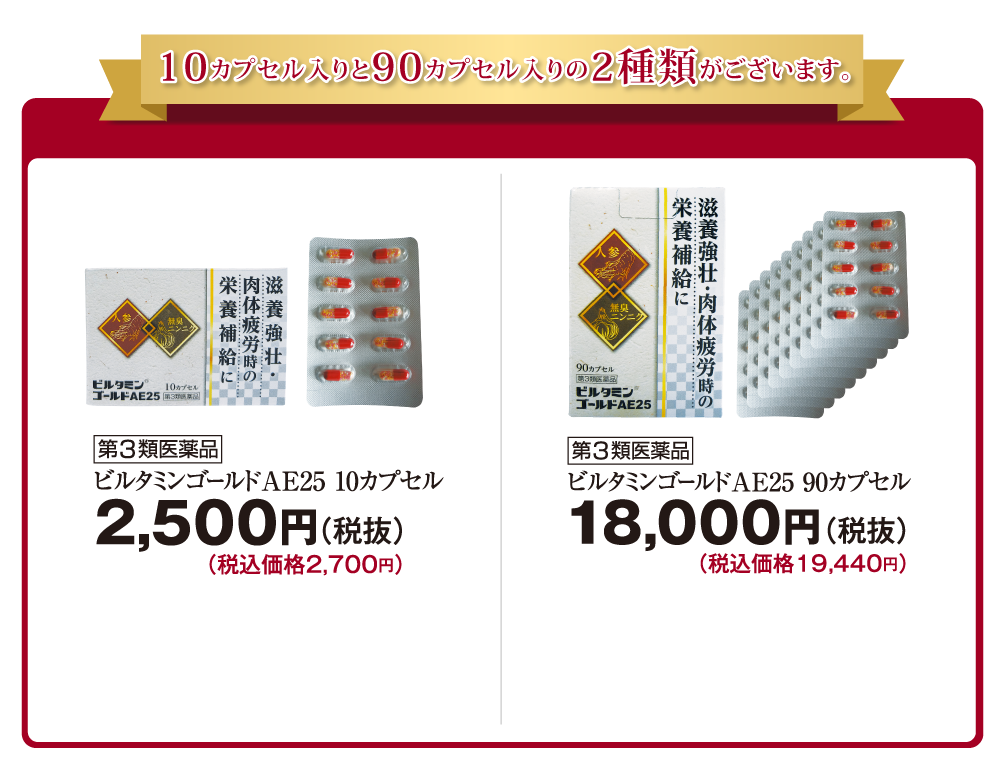 10カプセル入りと90カプセル入りの2種類がございます。
人参
無臭
ニンニク
滋養強壮・
肉体疲労時の
栄養補給に
ビルタミン®
ゴールドAE25
10カプセル
第3類医薬品
第3類医薬品
ビルタミンゴールドAE25 10カプセル
2,500円(税抜)
(税込価格2,700円)
人参
無臭
ニンニク
滋養強壮・肉体疲労時の
栄養補給に
90カプセル
第3類医薬品
ビルタミン®
ゴールドAE25
第3類医薬品
ビルタミンゴールドAE25 90カプセル
18,000円(税抜)
(税込価格19,440円)